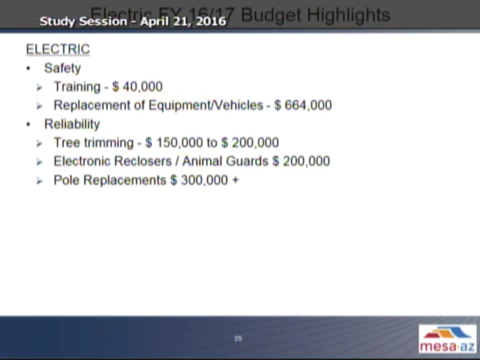 Electric FY 16/17 Budget Highlights
Study Session - April 21, 2016
ELECTRIC
• Safety
➢ Training - $ 40,000
➢ Replacement of Equipment/Vehicles - $ 664,000
• Reliability
➢ Tree trimming - $ 150,000 to $ 200,000
➢ Electronic Reclosers / Animal Guards $ 200,000
➢ Pole Replacements $ 300,000 +
25
mesa·az